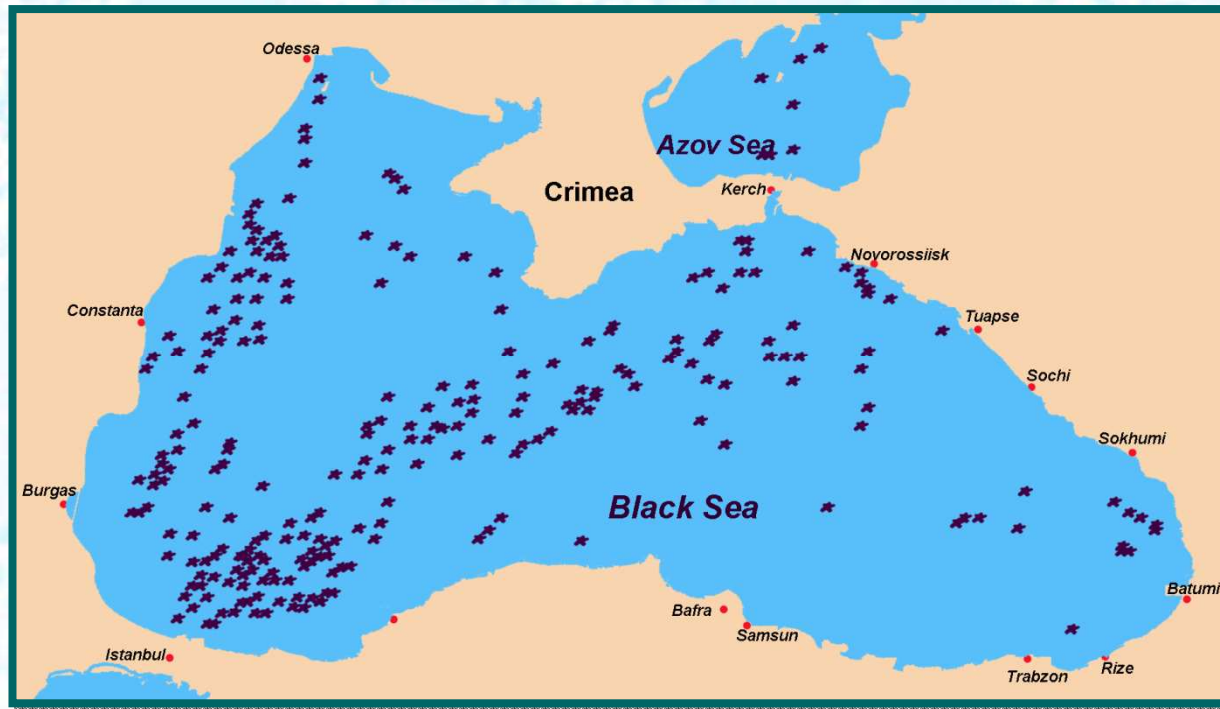 Odessa
Azov Sea
Crimea
Kerch
Novorossiisk
Constanta
Tuapse
Sochi
Sokhumi
Burgas
Black Sea
Batumi
Bafra
Samsun
Istanbul
Trabzon
Rize